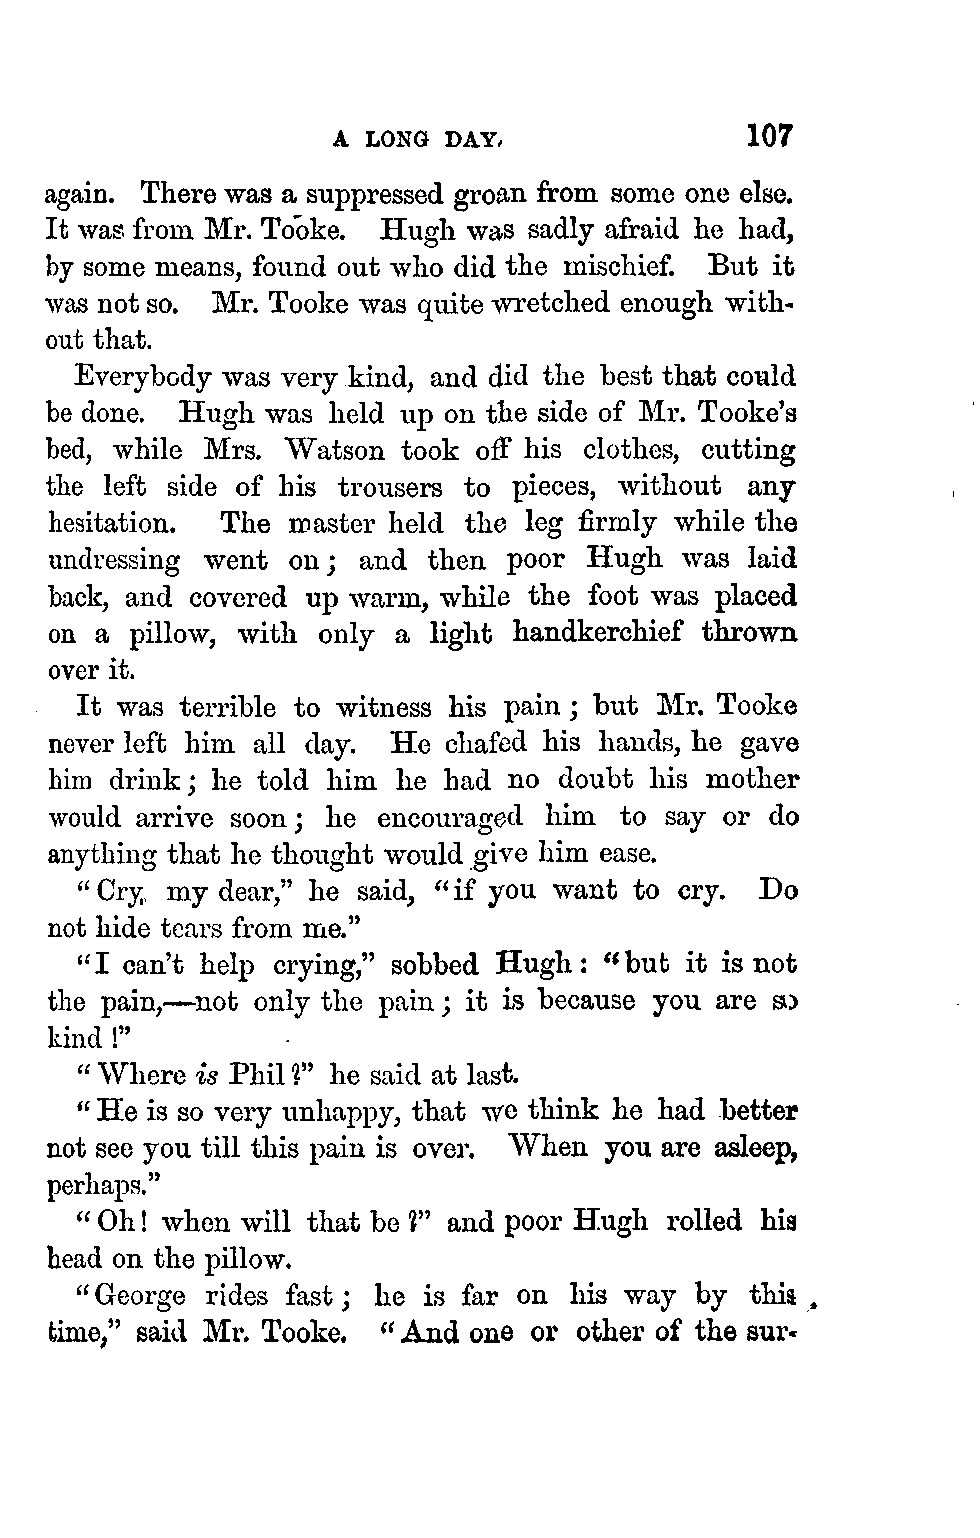 A LONG DAY. 107
again. There was a suppressed groan from some one else.
It was from Mr. Tooke. Hugh was sadly afraid he had,
by some means, found out who did the mischief. But it
was not so. Mr. Tooke was quite wretched enough with-
out that.
Everybody was very kind, and did the best that could
be done. Hugh was held up on the side of Mr. Tooke's
bed, while Mrs. Watson took off his clothes, cutting
the left side of his trousers to pieces, without any
hesitation. The master held the leg firmly while the
undressing went on; and then poor Hugh was laid
back, and covered up warm, while the foot was placed
on a pillow, with only a light handkerchief thrown
over it.
It was terrible to witness his pain; but Mr. Tooke
never left him all day. He chafed his hands, he gave
him drink; he told him he had no doubt his mother
would arrive soon; he encouraged him to say or do
anything that he thought would give him ease.
"Cry, my dear," he said, "if you want to cry. Do
not hide tears from me."
"I can't help crying," sobbed Hugh: "but it is not
the pain,—not only the pain; it is because you are so
kind!"
"Where is Phil?" he said at last.
"He is so very unhappy, that we think he had better
not see you till this pain is over. When you are asleep,
perhaps."
"Oh! when will that be?" and poor Hugh rolled his
head on the pillow.
"George rides fast; he is far on his way by this
time," said Mr. Tooke. "And one or other of the sur-